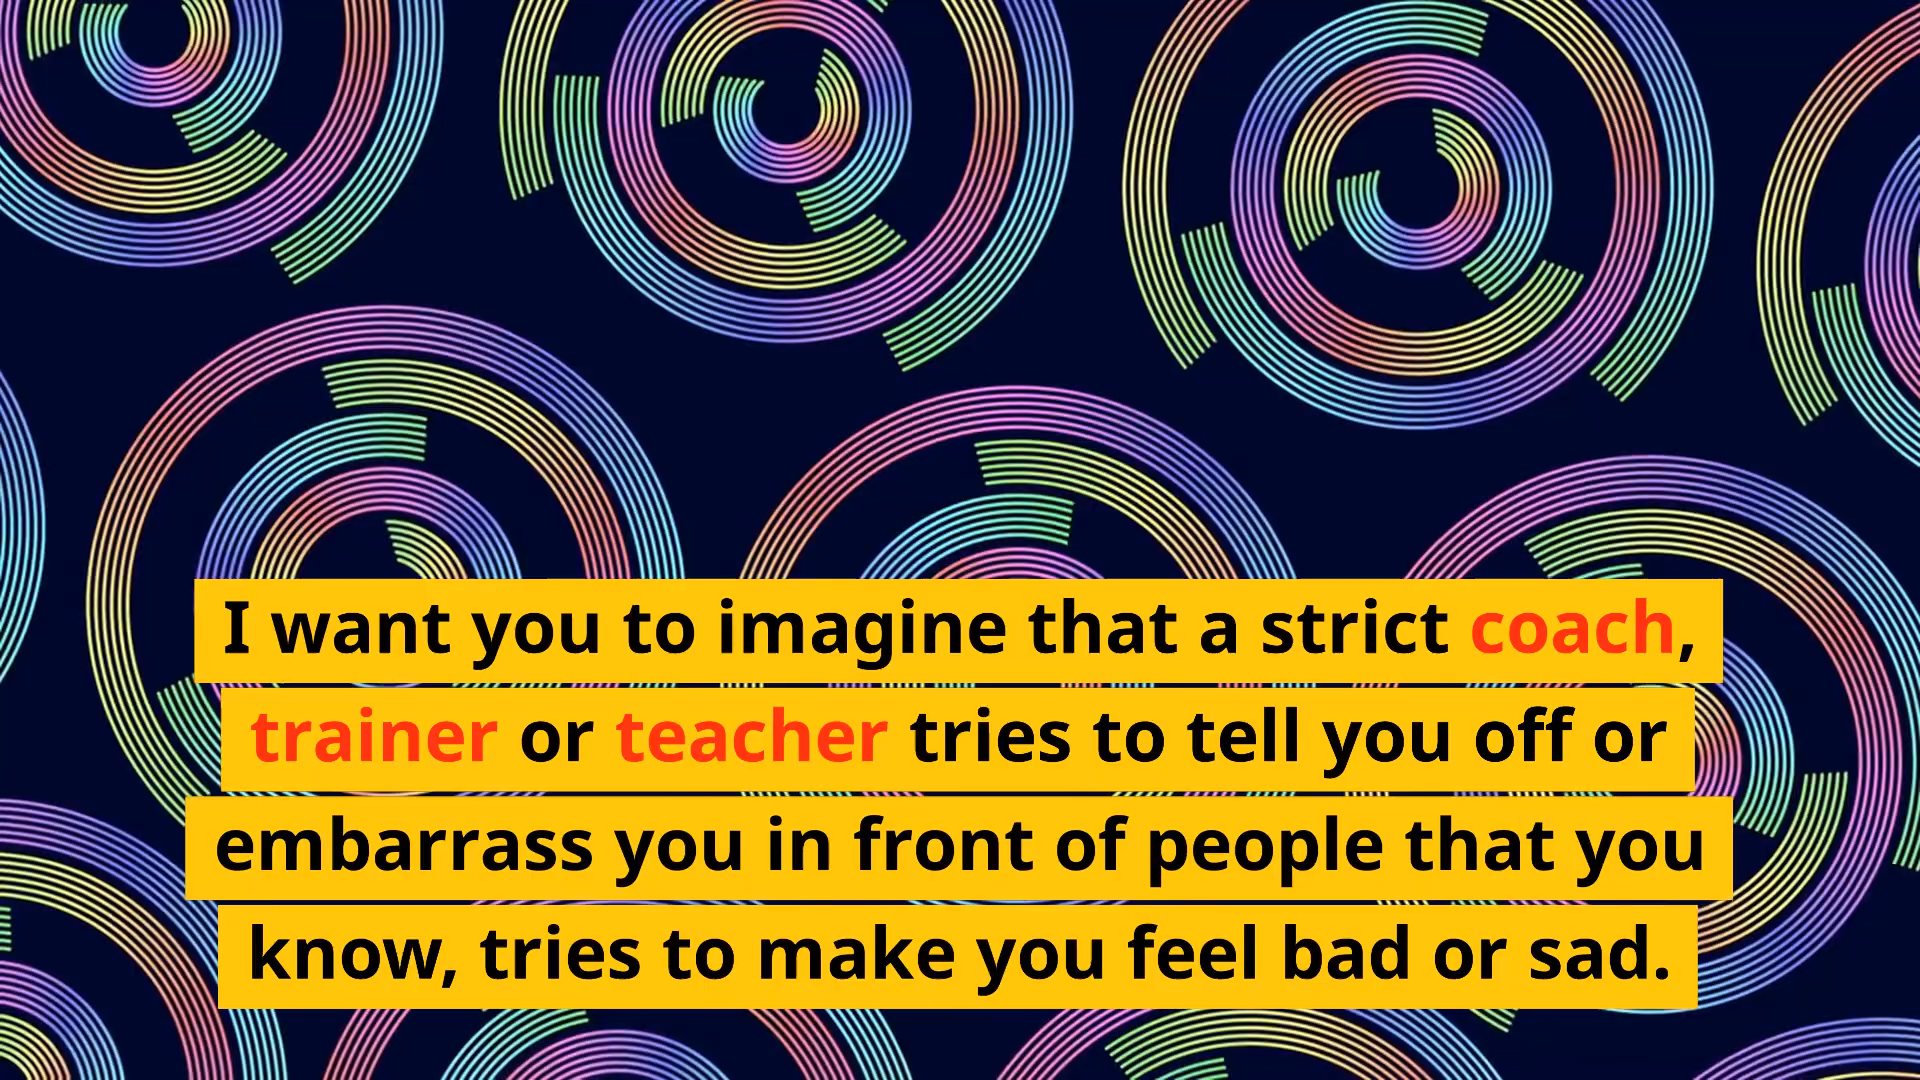 I want you to imagine that a strict coach,
trainer or teacher tries to tell you off or
embarrass you in front of people that you
know, tries to make you feel bad or sad.